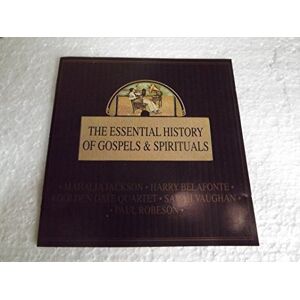 THE ESSENTIAL HISTORY
OF GOSPELS & SPIRITUALS
• MAHALIA JACKSON • HARRY BELAFONTE •
• GOLDEN GATE QUARTET • SARAH VAUGHAN •
• PAUL ROBESON •